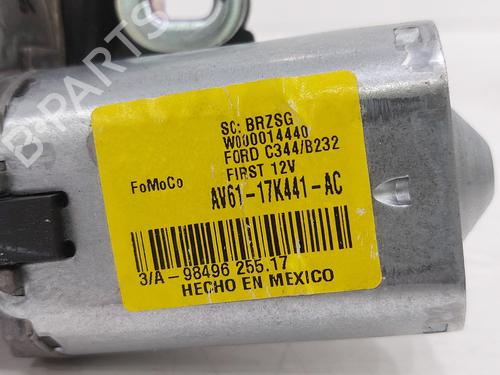 SC: BRZSG
W000014440
FORD C344/B232
FIRST 12V
FoMoCo
AV61-17K441-AC
3/A-98496 255.17
HECHO EN MEXICO
B-PARTS